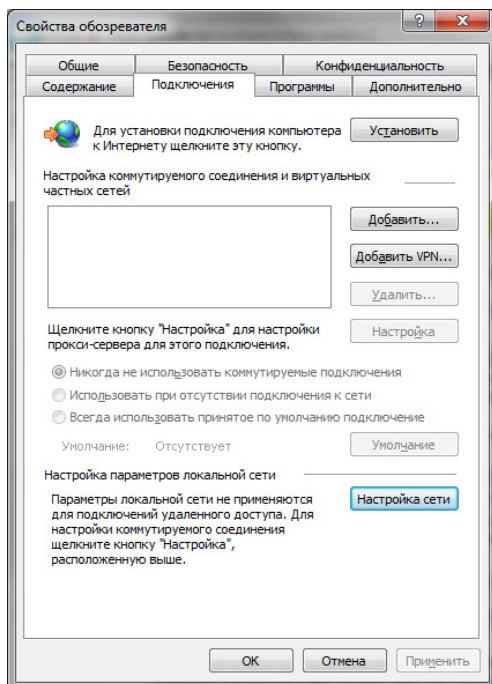 Свойства обозревателя
Общие Безопасность Конфиденциальность
Содержание Подключения Программы Дополнительно
Для установки подключения компьютера Установить
к Интернету щелкните эту кнопку.
Настройка коммутируемого соединения и виртуальных
частных сетей
Добавить...
Добавить VPN...
Удалить...
Щелкните кнопку "Настройка" для настройки Настройка
прокси-сервера для этого подключения.
Никогда не использовать коммутируемые подключения
Использовать при отсутствии подключения к сети
Всегда использовать принятое по умолчанию подключение
Умолчание: Отсутствует Умолчание
Настройка параметров локальной сети
Параметры локальной сети не применяются Настройка сети
для подключений удаленного доступа. Для
настройки коммутируемого соединения
щелкните кнопку "Настройка",
расположенную выше.
ОК Отмена Применить